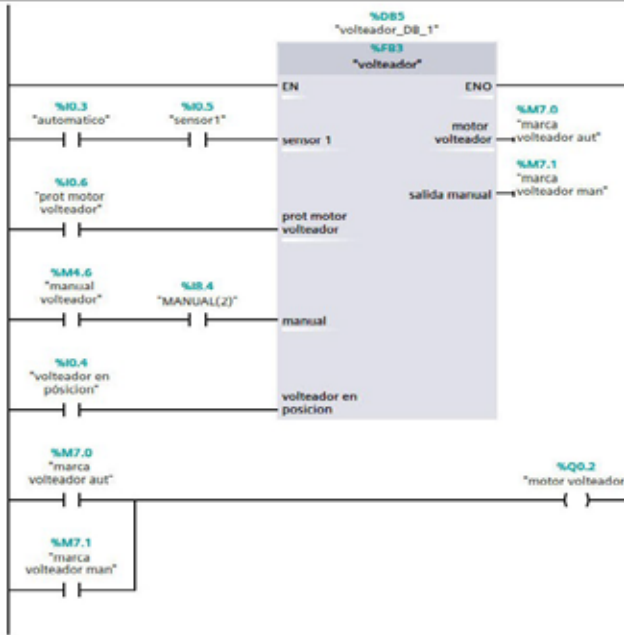 %DB5
"volteador_DB_1"
%FB3
"volteador"
EN
ENO
%I0.3
"automatico"
%I0.5
"sensor1"
sensor 1
motor
volteador
%M7.0
"marca
volteador aut"
%M7.1
"marca
volteador man"
salida manual
%I0.6
"prot motor
volteador"
prot motor
volteador
%M4.6
"manual
volteador"
%I8.4
"MANUAL(2)"
manual
%I0.4
"volteador en
pósicion"
volteador en
posicion
%M7.0
"marca
volteador aut"
%Q0.2
"motor volteador
%M7.1
"marca
volteador man"